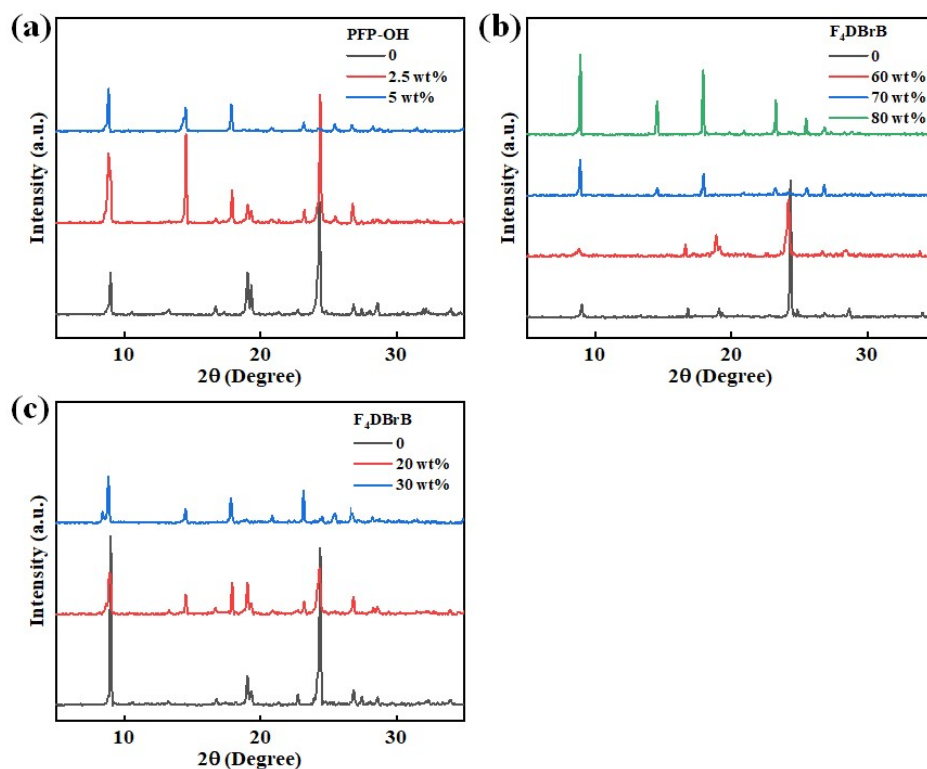 (a)
PFP-OH
0
2.5 wt%
5 wt%
Intensity (a.u.)
10 20 30
2θ (Degree)
(b)
F₄DBrB
0
60 wt%
70 wt%
80 wt%
Intensity (a.u.)
10 20 30
2θ (Degree)
(c)
F₄DBrB
0
20 wt%
30 wt%
Intensity (a.u.)
10 20 30
2θ (Degree)